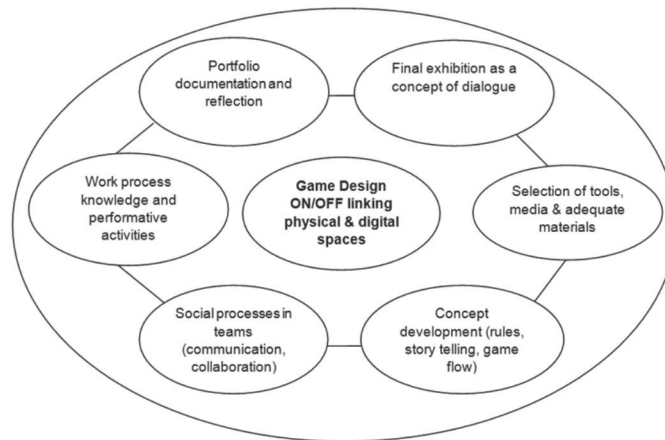 Portfolio
documentation and
reflection
Final exhibition as a
concept of dialogue
Work process
knowledge and
performative
activities
Game Design
ON/OFF linking
physical & digital
spaces
Selection of tools,
media & adequate
materials
Social processes in
teams
(communication,
collaboration)
Concept
development (rules,
story telling, game
flow)